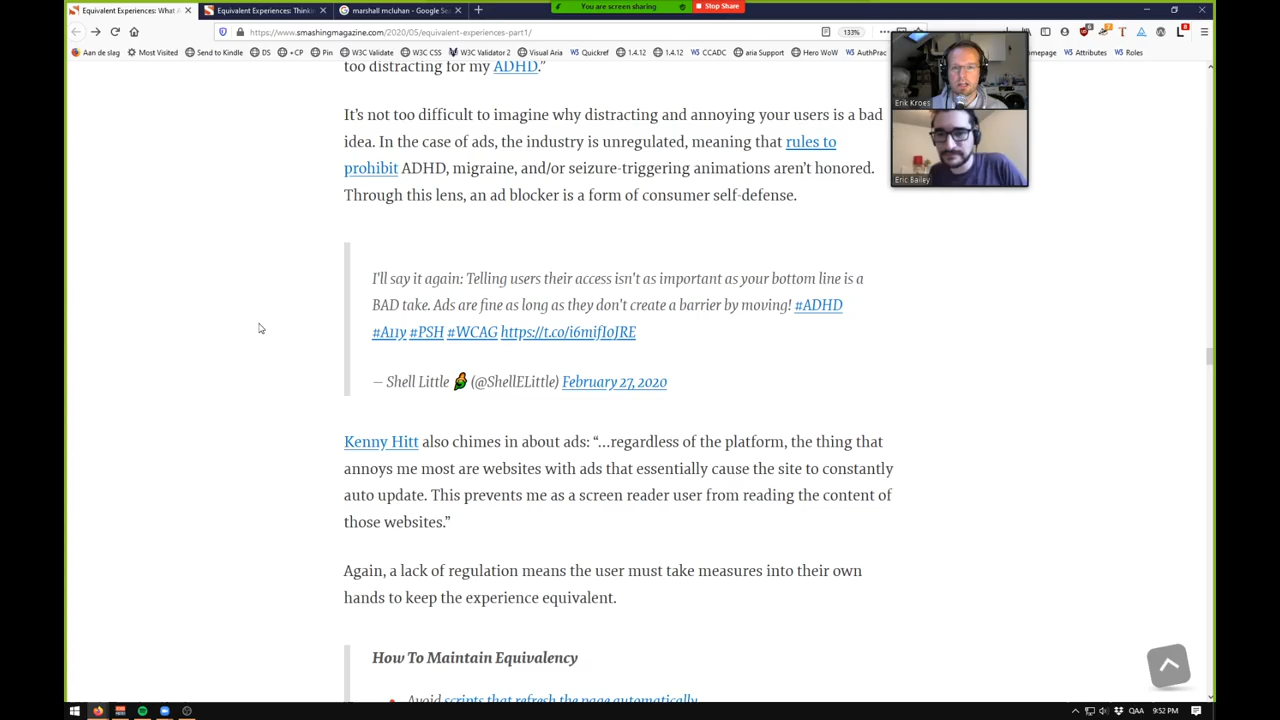 Equivalent Experiences: What A
Equivalent Experiences: Thinki
marshall mcluhan - Google Se
You are screen sharing
Stop Share
https://www.smashingmagazine.com/2020/05/equivalent-experiences-part1/
133%
Aan de slag
Most Visited
Send to Kindle
DS
+CP
Pin
W3C Validate
W3C CSS
W3C Validator 2
Visual Aria
Quickref
1.4.12
1.4.12
CCADC
aria Support
Hero WoW
AuthPrac
mepage
Attributes
Roles
too distracting for my ADHD.”
Erik Kroes
Eric Bailey
It’s not too difficult to imagine why distracting and annoying your users is a bad
idea. In the case of ads, the industry is unregulated, meaning that rules to
prohibit ADHD, migraine, and/or seizure-triggering animations aren’t honored.
Through this lens, an ad blocker is a form of consumer self-defense.
I'll say it again: Telling users their access isn't as important as your bottom line is a
BAD take. Ads are fine as long as they don't create a barrier by moving! #ADHD
#A11y #PSH #WCAG https://t.co/i6mifI0JRE
— Shell Little (@ShellELittle) February 27, 2020
Kenny Hitt also chimes in about ads: “…regardless of the platform, the thing that
annoys me most are websites with ads that essentially cause the site to constantly
auto update. This prevents me as a screen reader user from reading the content of
those websites.”
Again, a lack of regulation means the user must take measures into their own
hands to keep the experience equivalent.
How To Maintain Equivalency
Avoid scripts that refresh the page automatically
QAA
9:52 PM